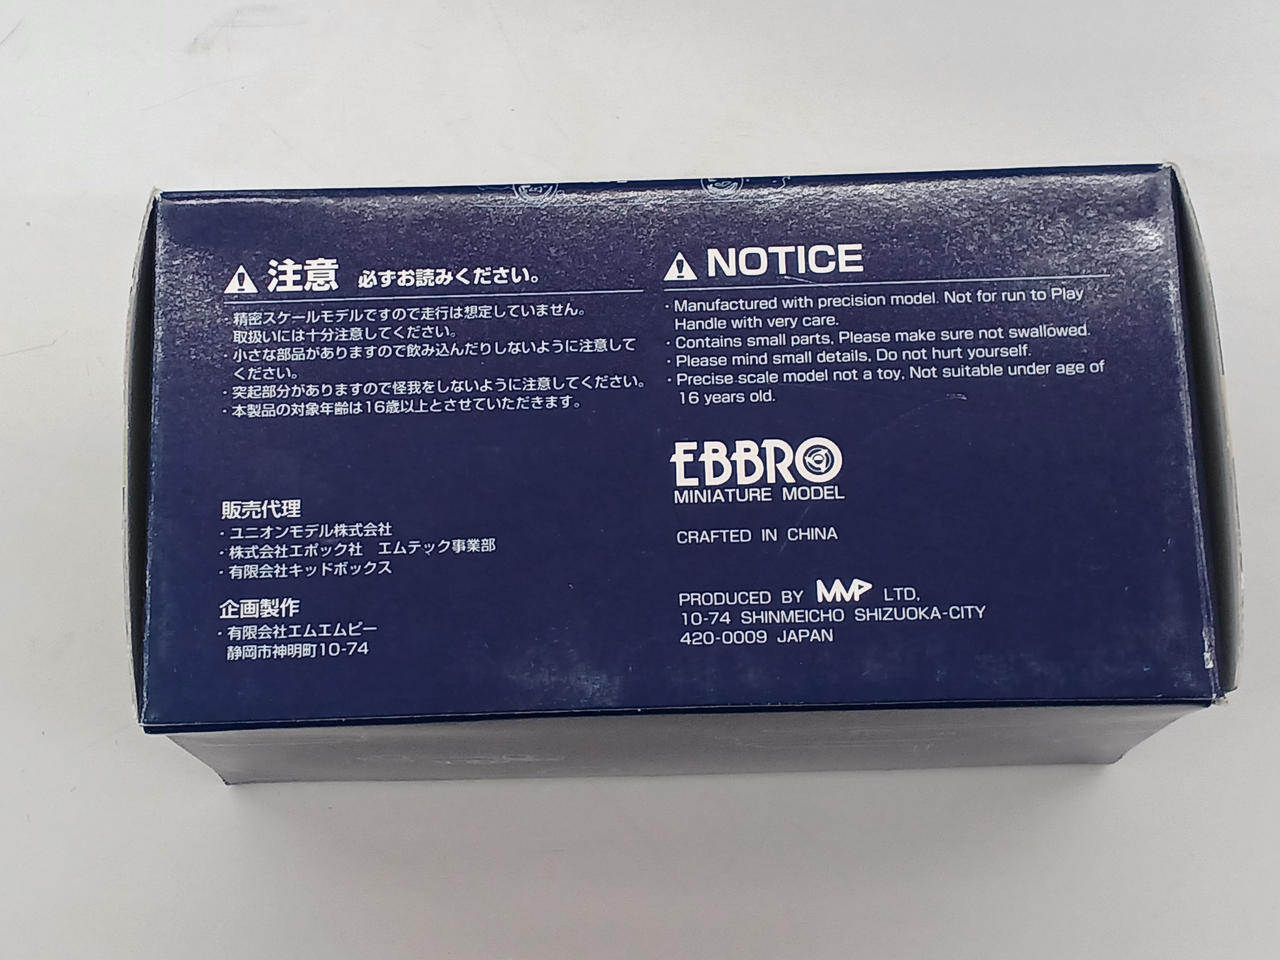 注意 必ずお読みください。
・精密スケールモデルですので走行は想定していません。
取扱いには十分注意してください。
・小さな部品がありますので飲み込んだりしないように注意して
ください。
・突起部分がありますので怪我をしないように注意してください。
・本製品の対象年齢は16歳以上とさせていただきます。
販売代理
・ユニオンモデル株式会社
・株式会社エポック社 エムテック事業部
・有限会社キッドボックス
企画製作
・有限会社エムエムピー
静岡市神明町10-74
NOTICE
・Manufactured with precision model. Not for run to Play
Handle with very care.
・Contains small parts, Please make sure not swallowed.
・Please mind small details, Do not hurt yourself.
・Precise scale model not a toy, Not suitable under age of
16 years old.
EBBRO
MINIATURE MODEL
CRAFTED IN CHINA
PRODUCED BY MMP LTD,
10-74 SHINMEICHO SHIZUOKA-CITY
420-0009 JAPAN